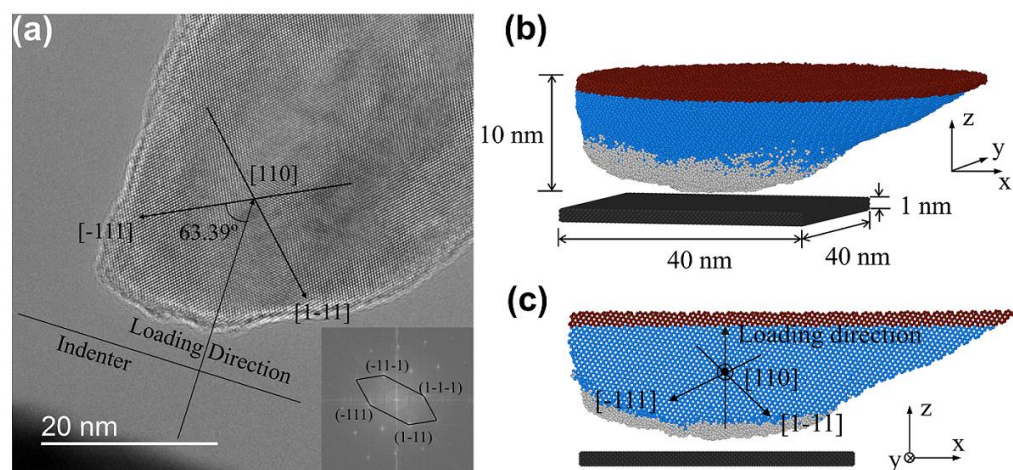 (a)
[110]
[-111]
63.39°
[1-11]
Loading Direction
Indenter
20 nm
(-11-1)
(1-1-1)
(-111)
(1-11)
(b)
10 nm
z
y
x
1 nm
40 nm
40 nm
(c)
Loading direction
[110]
[-111]
[1-11]
z
y
x